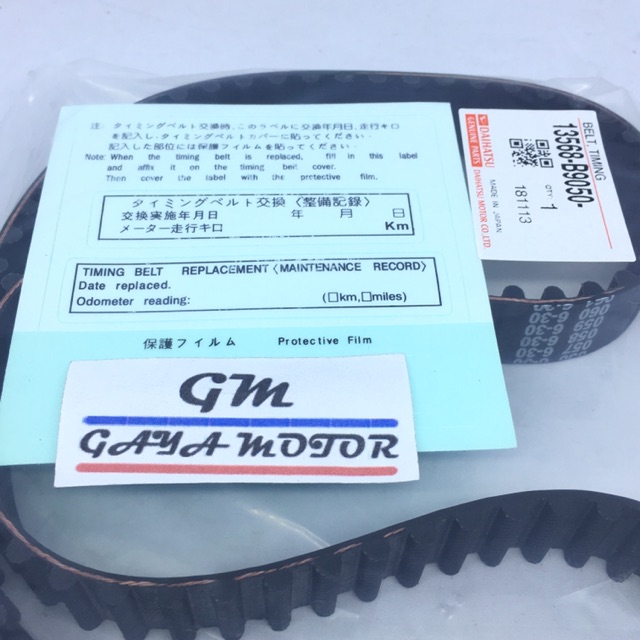 注:タイミングベルト交換時、このラベルに交換年月日、走行キロ
を記入し、タイミングベルトカバーに貼ってください。
記入した部位には保護フィルムを貼ってください。
Note: When the timing belt is replaced, fill in this label
and affix it on the timing belt cover.
Then cover the label with the protective film.
タイミングベルト交換〈整備記録〉
交換実施年月日 年 月 日
メーター走行キロ Km
TIMING BELT REPLACEMENT〈MAINTENANCE RECORD〉
Date replaced.
Odometer reading: (□km,□miles)
保護フィルム Protective Film
GM
GAYA MOTOR
BELT, TIMING
13568-B9050-
QTY 1
MADE IN JAPAN
181113
DAIHATSU
GENUINE PARTS
DAIHATSU MOTOR CO.,LTD.